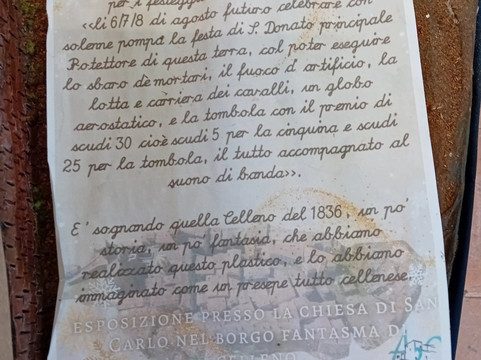 per i festeggia
<<li 6/7/8 di agosto futuro celebrare con
solenne pompa la festa di S. Donato principale
Protettore di questa terra, col poter eseguire
lo sbaro dè mortari, il fuoco d'artificio, la
lotta e carriera dei cavalli, un globo
aerostatico, e la tombola con il premio di
scudi 30 cioè scudi 5 per la cinquina e scudi
25 per la tombola, il tutto accompagnato al
suono di banda>>.
E' sognando quella Celleno del 1836, un po'
storia, un po fantasia, che abbiamo
realazato questo plastico, e lo abbiamo
immaginato come un presepe tutto cellenese.
ESPOSIZIONE PRESSO LA CHIESA DI SAN
CARLO NEL BORGO FANTASMA DI
CELLENO